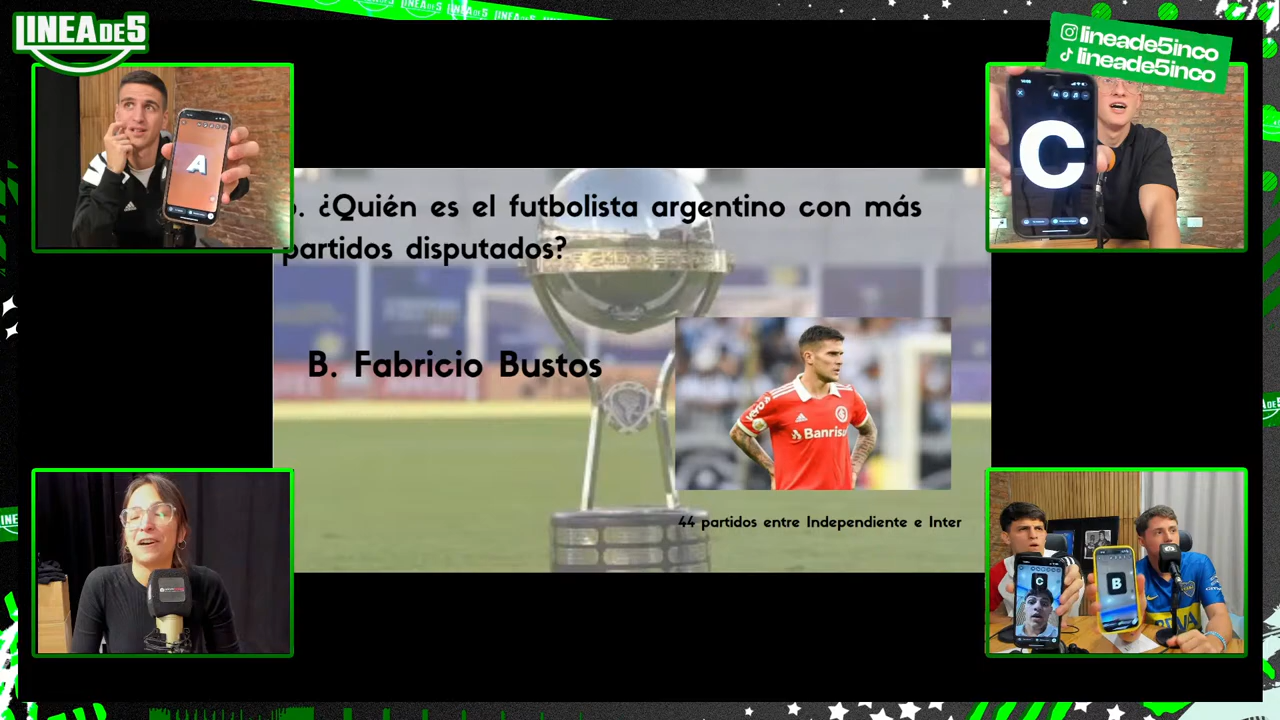 LINEA DE 5
lineade5inco
lineade5inco
A
C
. ¿Quién es el futbolista argentino con más
partidos disputados?
B. Fabricio Bustos
Banrisu
44 partidos entre Independiente e Inter
C
B